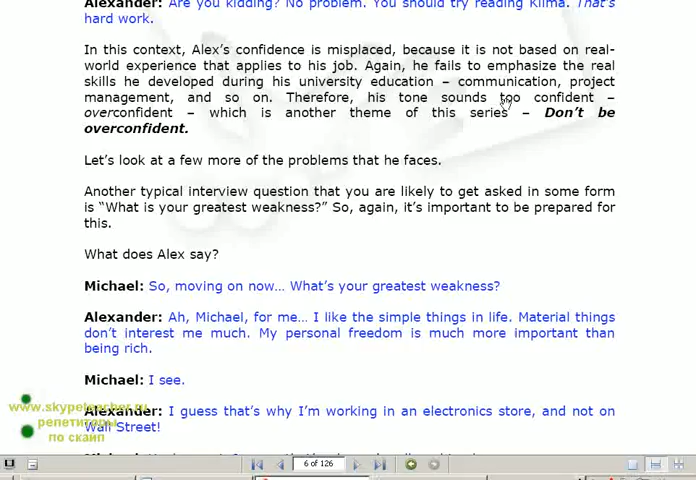 Alexander: Are you kidding? No problem. You should try reading Kilma. That's
hard work.
In this context, Alex's confidence is misplaced, because it is not based on real-
world experience that applies to his job. Again, he fails to emphasize the real
skills he developed during his university education – communication, project
management, and so on. Therefore, his tone sounds too confident –
overconfident – which is another theme of this series – Don't be
overconfident.
Let's look at a few more of the problems that he faces.
Another typical interview question that you are likely to get asked in some form
is "What is your greatest weakness?" So, again, it's important to be prepared for
this.
What does Alex say?
Michael: So, moving on now... What's your greatest weakness?
Alexander: Ah, Michael, for me... I like the simple things in life. Material things
don't interest me much. My personal freedom is much more important than
being rich.
Michael: I see.
Alexander: I guess that's why I'm working in an electronics store, and not on
Wall Street!
www.skypeteacher.ru
репетиторы
по скаип
6 of 126